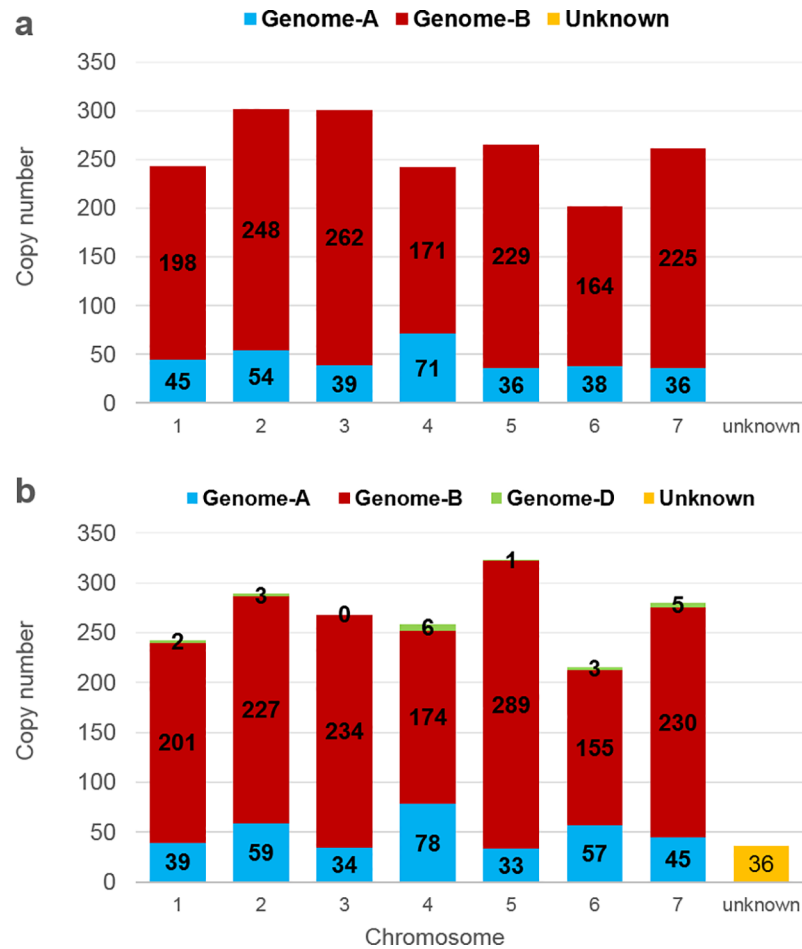 a
Genome-A Genome-B Unknown
Copy number
350
300
250
200
150
100
50
0
198 248 262 171 229 164 225
45 54 39 71 36 38 36
1 2 3 4 5 6 7 unknown
b
Genome-A Genome-B Genome-D Unknown
Copy number
350
300
250
200
150
100
50
0
2 3 0 6 1 3 5
201 227 234 174 289 155 230
39 59 34 78 33 57 45 36
1 2 3 4 5 6 7 unknown
Chromosome